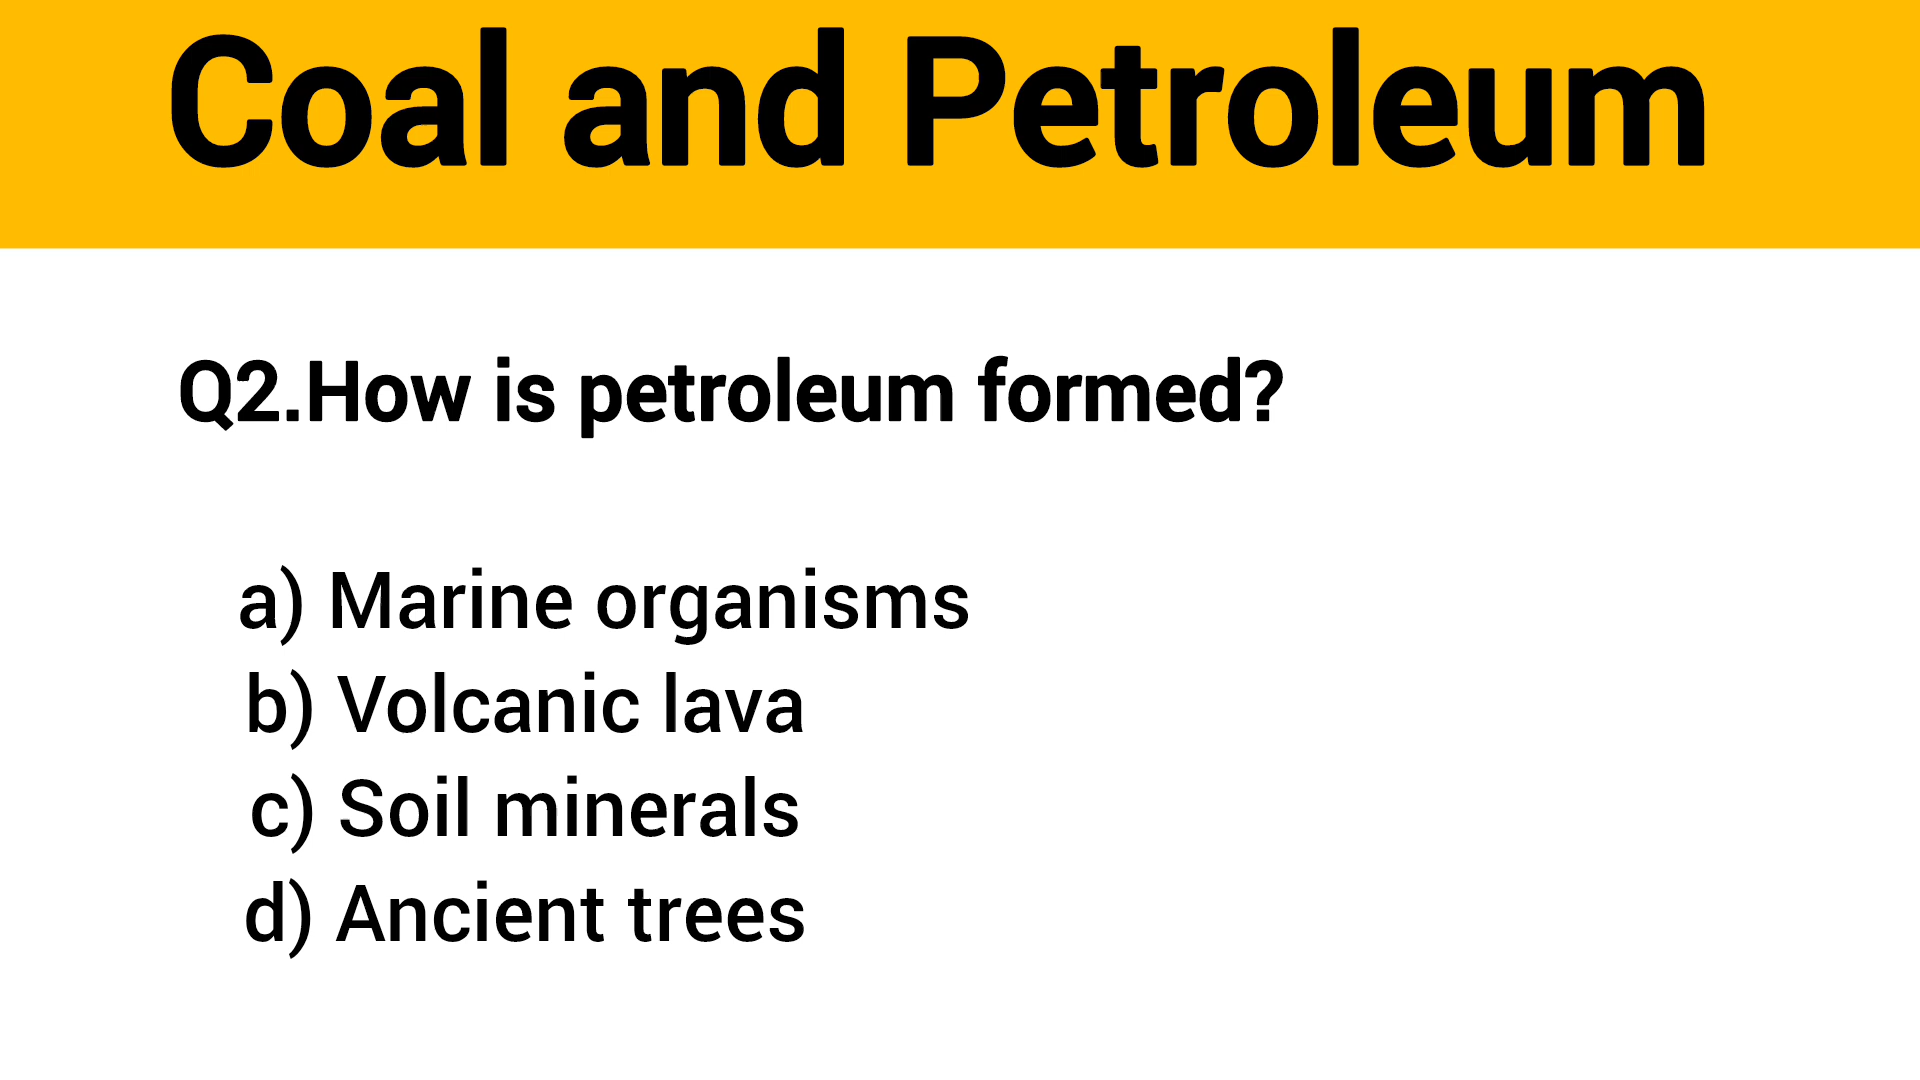 Coal and Petroleum
Q2.How is petroleum formed?
a) Marine organisms
b) Volcanic lava
c) Soil minerals
d) Ancient trees